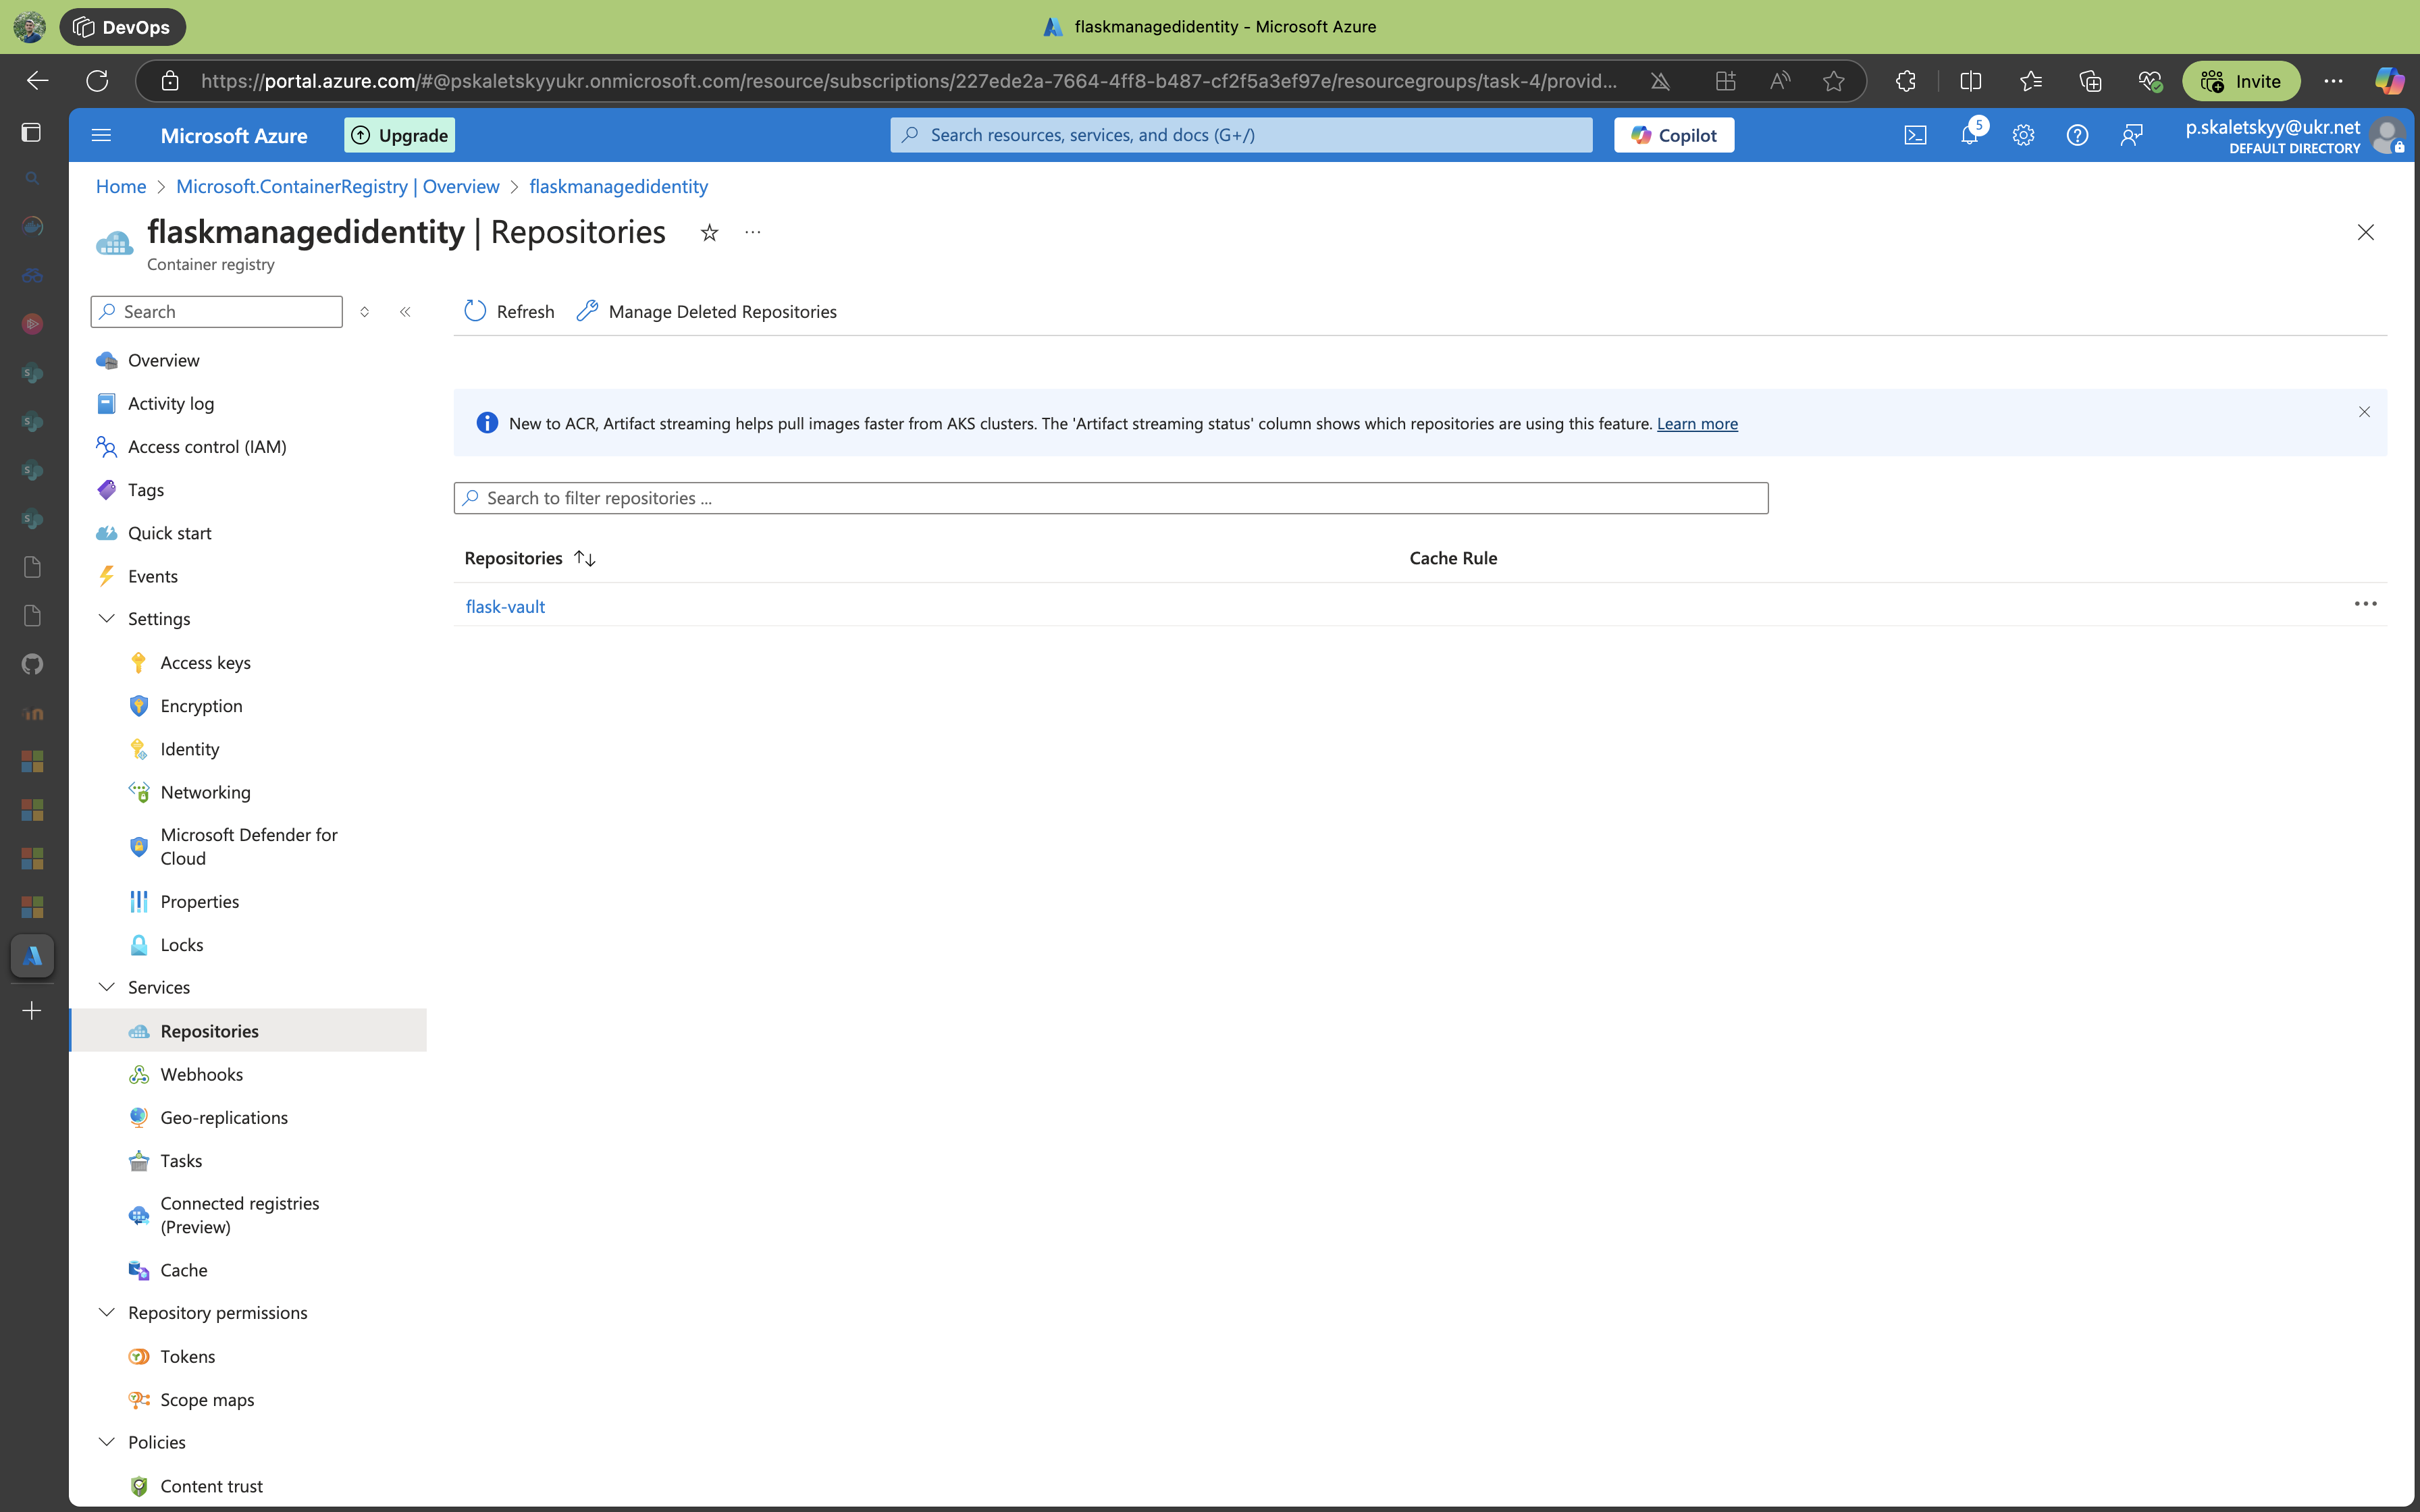 DevOps
flaskmanagedidentity - Microsoft Azure
https://portal.azure.com/#@pskaletskyyukr.onmicrosoft.com/resource/subscriptions/227ede2a-7664-4ff8-b487-cf2f5a3ef97e/resourcegroups/task-4/provid...
Invite
Microsoft Azure
Upgrade
Search resources, services, and docs (G+/)
Copilot
5
p.skaletskyy@ukr.net
DEFAULT DIRECTORY
Home > Microsoft.ContainerRegistry | Overview > flaskmanagedidentity
flaskmanagedidentity | Repositories
Container registry
Search
Refresh
Manage Deleted Repositories
Overview
Activity log
Access control (IAM)
Tags
Quick start
Events
Settings
Access keys
Encryption
Identity
Networking
Microsoft Defender for
Cloud
Properties
Locks
Services
Repositories
Webhooks
Geo-replications
Tasks
Connected registries
(Preview)
Cache
Repository permissions
Tokens
Scope maps
Policies
Content trust
New to ACR, Artifact streaming helps pull images faster from AKS clusters. The 'Artifact streaming status' column shows which repositories are using this feature. Learn more
Search to filter repositories ...
Repositories
Cache Rule
flask-vault